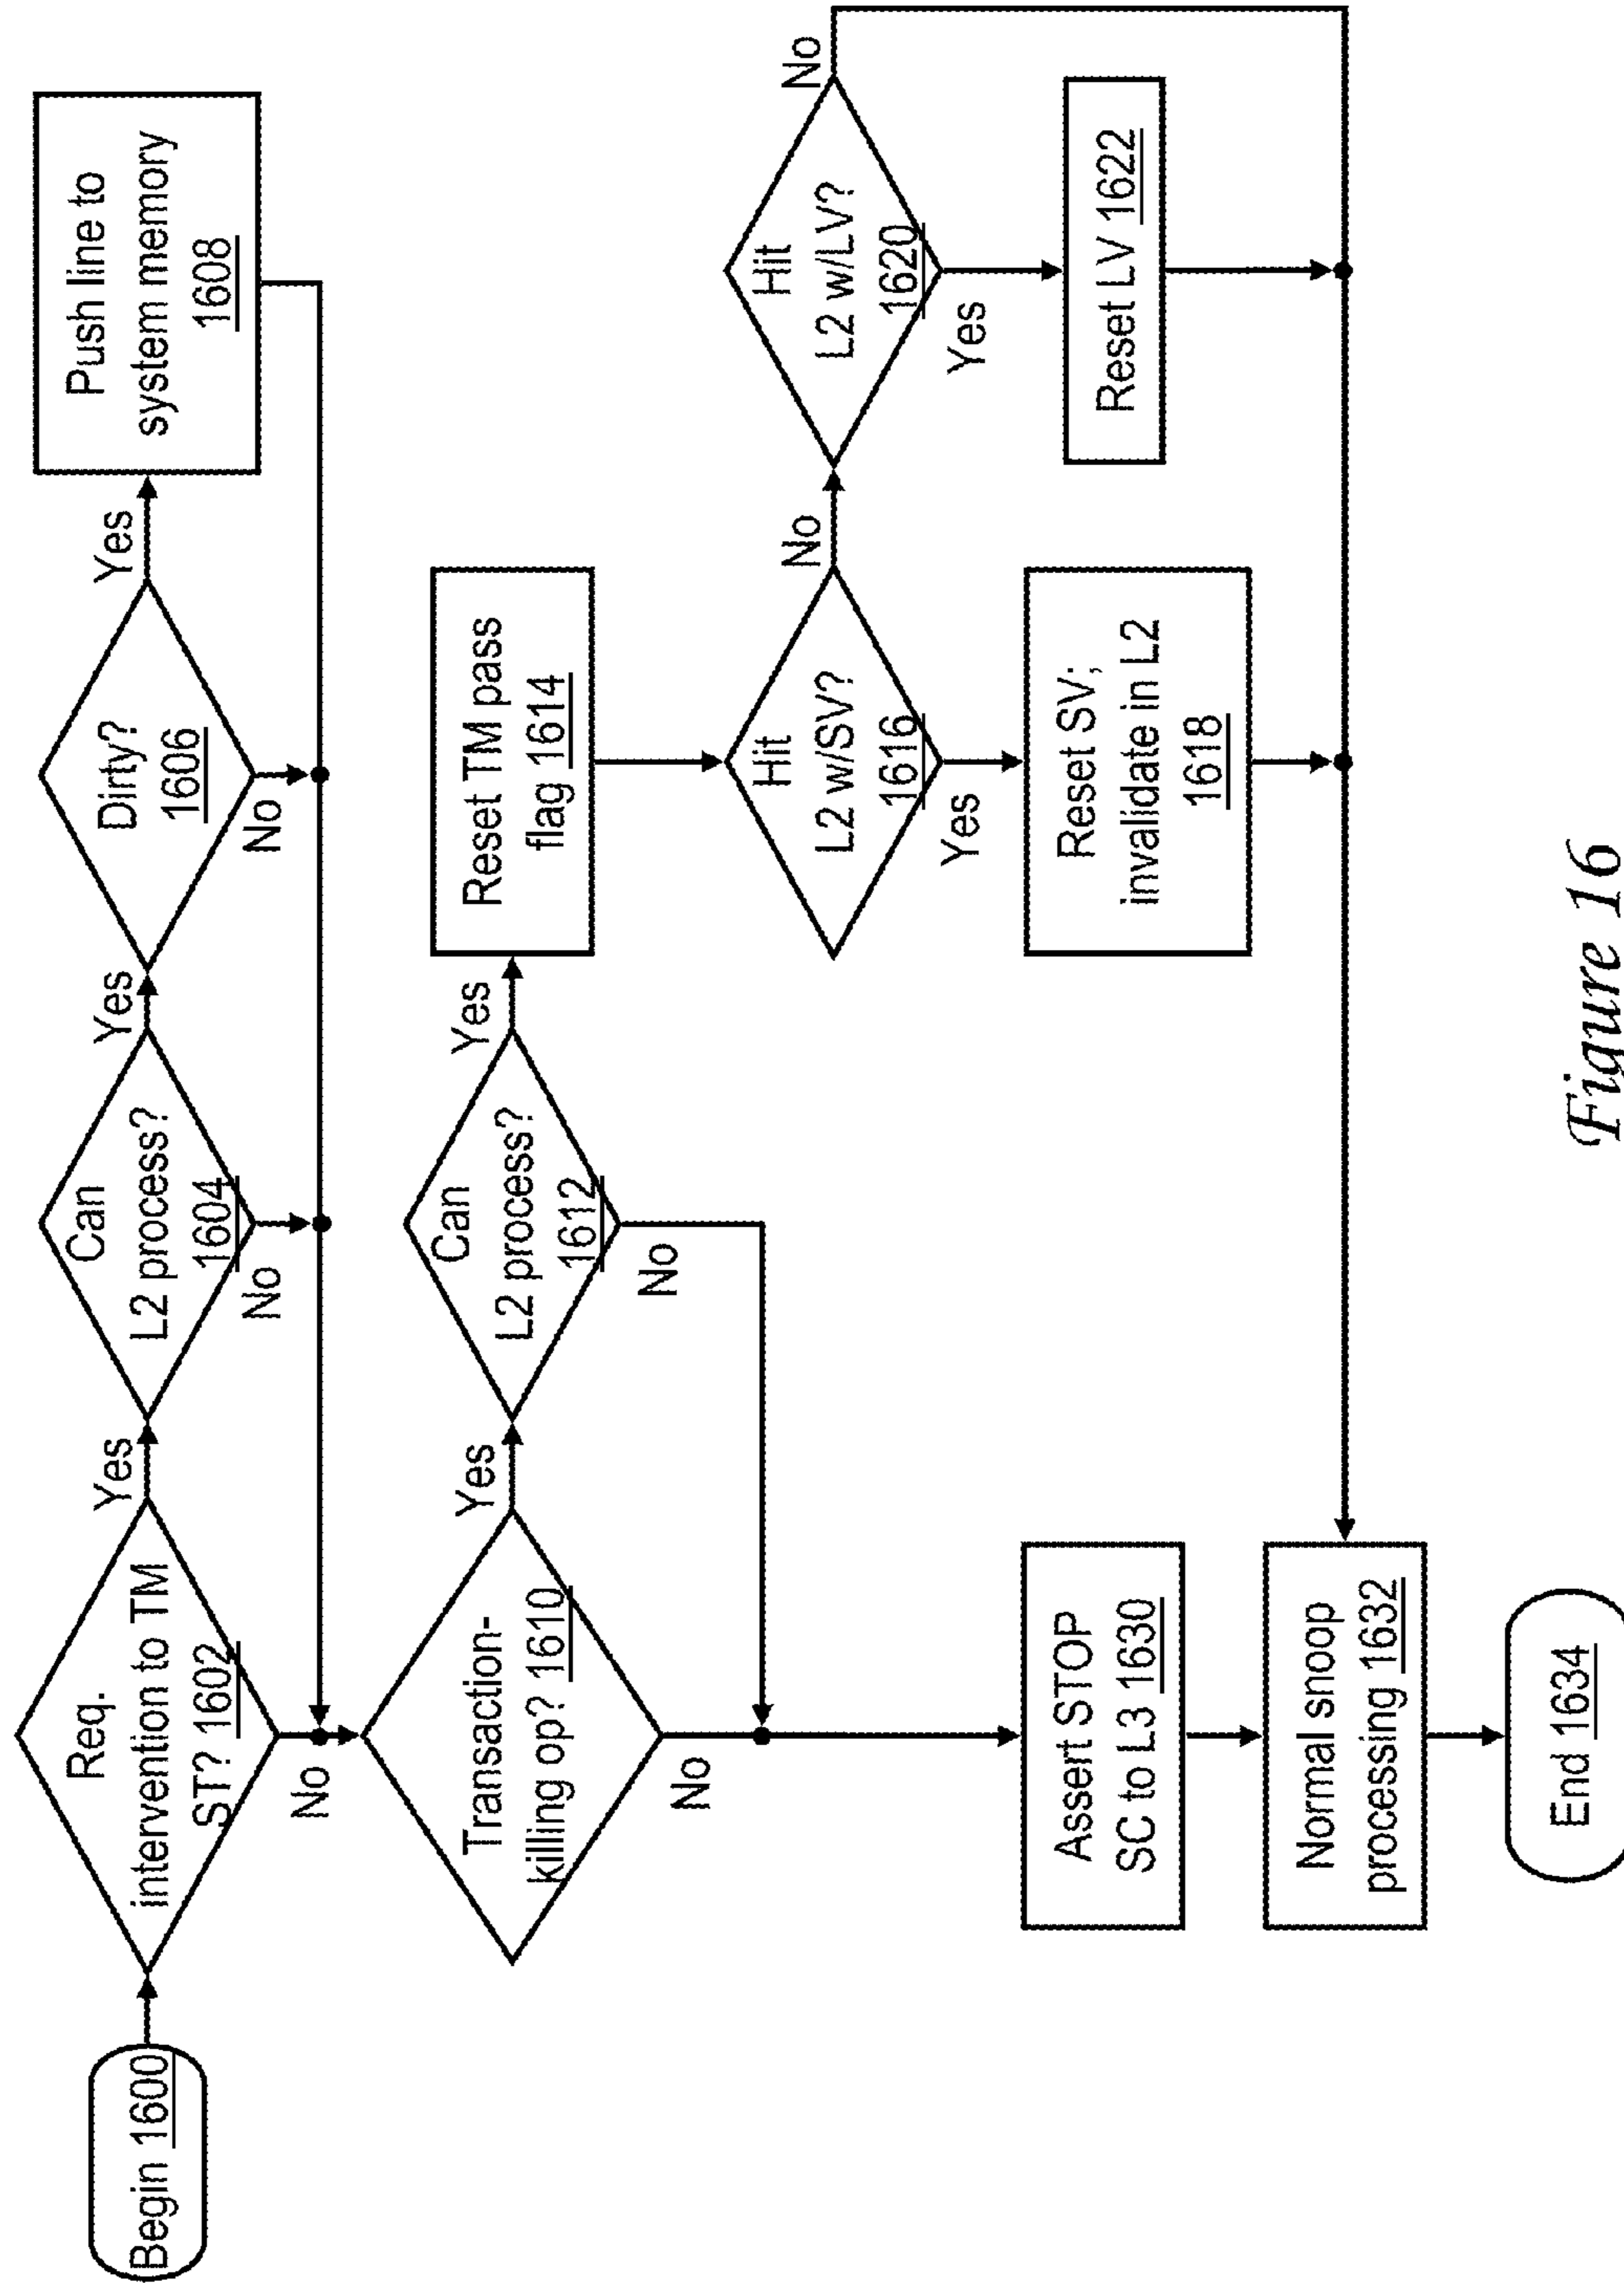 Begin 1600
Req.
intervention to TM
ST? 1602
Yes
No
Can
L2 process?
1604
Yes
No
Dirty?
1606
Yes
No
Push line to
system memory
1608
Transaction-
killing op? 1610
Yes
No
Can
L2 process?
1612
Yes
No
Reset TM pass
flag 1614
Hit
L2 w/SV?
1616
No
Yes
Hit
L2 w/LV?
1620
No
Yes
Reset SV;
invalidate in L2
1618
Reset LV 1622
Assert STOP
SC to L3 1630
Normal snoop
processing 1632
End 1634
Figure 16